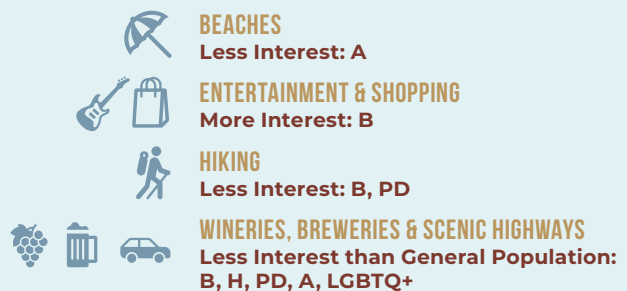 BEACHES
Less Interest: A
ENTERTAINMENT & SHOPPING
More Interest: B
HIKING
Less Interest: B, PD
WINERIES, BREWERIES & SCENIC HIGHWAYS
Less Interest than General Population:
B, H, PD, A, LGBTQ+